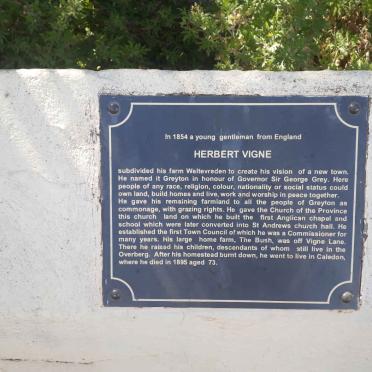 In 1854 a young gentleman from England
HERBERT VIGNE
subdivided his farm Weltevreden to create his vision of a new town.
He named it Greyton in honour of Governor Sir George Grey. Here
people of any race, religion, colour, nationality or social status could
own land, build homes and live, work and worship in peace together.
He gave his remaining farmland to all the people of Greyton as
commonage, with grazing rights. He gave the Church of the Province
this church land on which he built the first Anglican chapel and
school which were later converted into St Andrews church hall. He
established the first Town Council of which he was a Commissioner for
many years. his large home farm, The Bush, was off Vigne Lane.
There he raised his children, descendants of whom still live in the
Overberg. After his homestead burnt down, he went to live in Caledon,
where he died in 1895 aged 73.